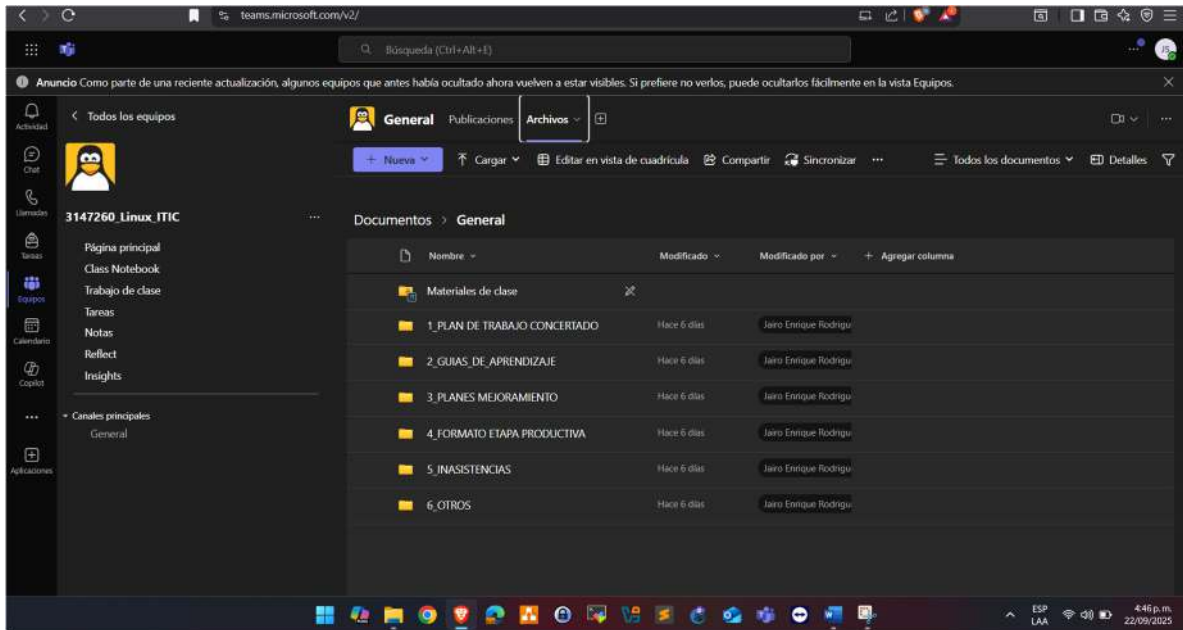 teams.microsoft.com/v2/
Búsqueda (Ctrl+Alt+E)
JS
Anuncio Como parte de una reciente actualización, algunos equipos que antes había ocultado ahora vuelven a estar visibles. Si prefiere no verlos, puede ocultarlos fácilmente en la vista Equipos.
Actividad
Chat
Llamadas
Tareas
Equipos
Calendario
Copilot
Aplicaciones
Todos los equipos
3147260_Linux_ITIC
Página principal
Class Notebook
Trabajo de clase
Tareas
Notas
Reflect
Insights
Canales principales
General
General Publicaciones Archivos
+ Nueva Cargar Editar en vista de cuadrícula Compartir Sincronizar ... Todos los documentos Detalles
Documentos > General
Nombre Modificado Modificado por + Agregar columna
Materiales de clase
1_PLAN DE TRABAJO CONCERTADO Hace 6 días Jairo Enrique Rodrigu
2_GUIAS_DE_APRENDIZAJE Hace 6 días Jairo Enrique Rodrigu
3_PLANES MEJORAMIENTO Hace 6 días Jairo Enrique Rodrigu
4_FORMATO ETAPA PRODUCTIVA Hace 6 días Jairo Enrique Rodrigu
5_INASISTENCIAS Hace 6 días Jairo Enrique Rodrigu
6_OTROS Hace 6 días Jairo Enrique Rodrigu
ESP
LAA
4:46 p.m.
22/09/2025